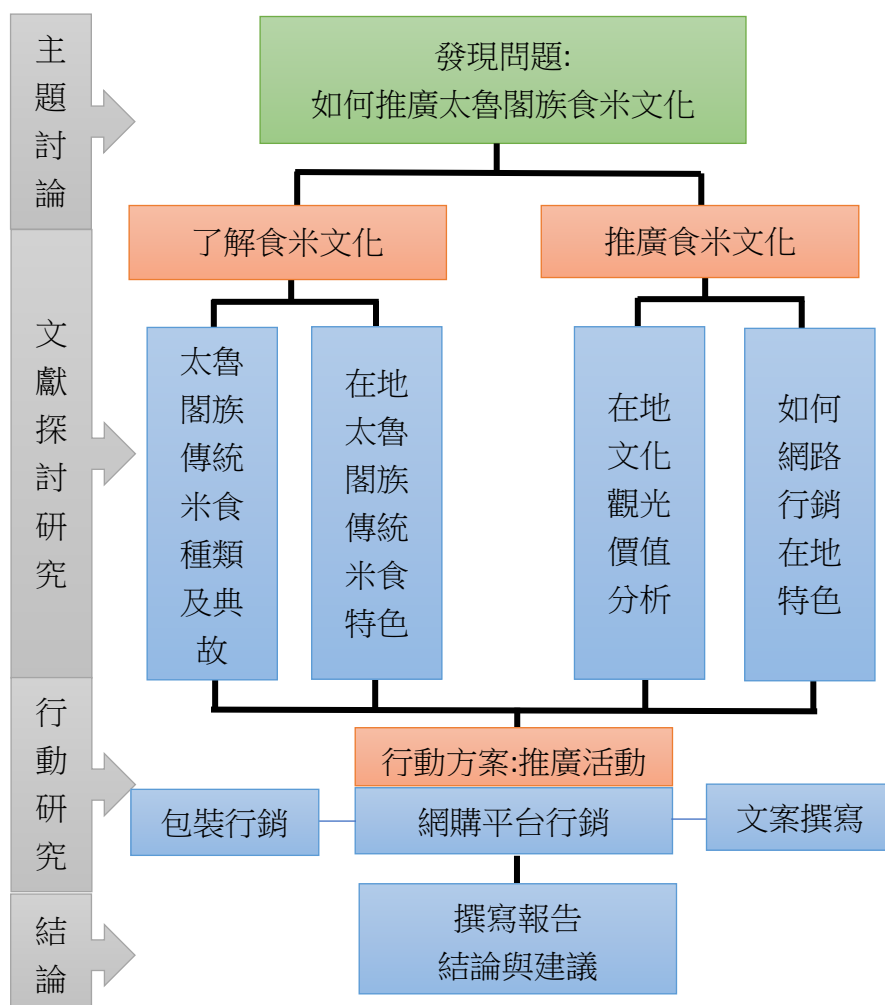 主題討論
發現問題:
如何推廣太魯閣族食米文化
了解食米文化
推廣食米文化
文獻探討研究
太魯
閣族
傳統
米食
種類
及典
故
在地
太魯
閣族
傳統
米食
特色
在地
文化
觀光
價值
分析
如何
網路
行銷
在地
特色
行動研究
行動方案:推廣活動
包裝行銷
網購平台行銷
文案撰寫
結論
撰寫報告
結論與建議